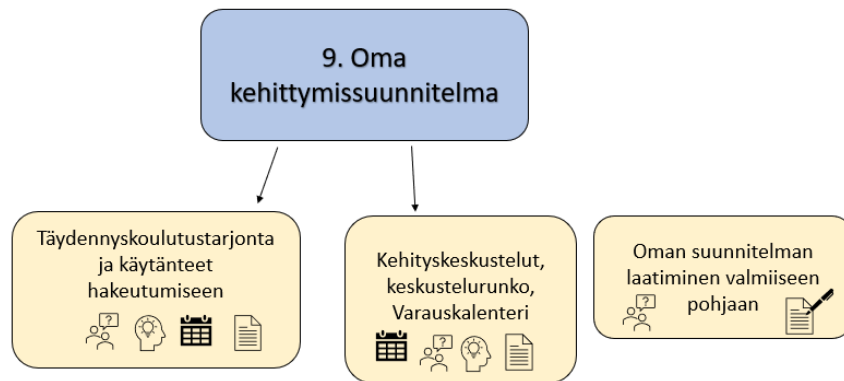 9. Oma
kehittymissuunnitelma
Täydennyskoulutustarjonta
ja käytänteet
hakeutumiseen
Kehityskeskustelut,
keskustelurunko,
Varauskalenteri
Oman suunnitelman
laatiminen valmiiseen
pohjaan